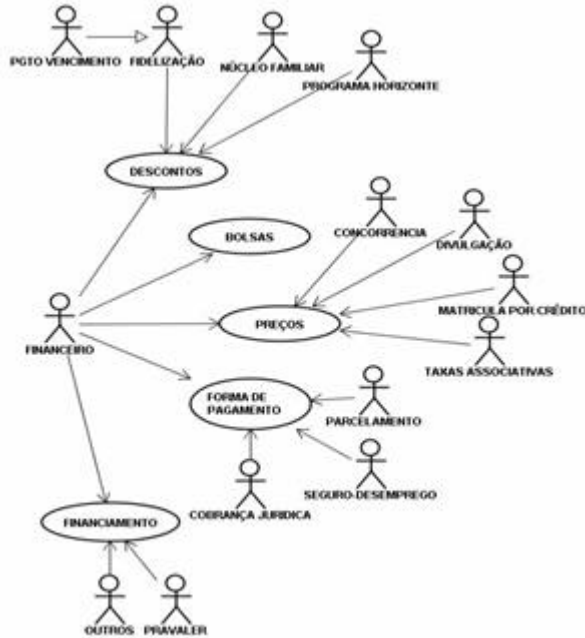 PGTO VENCIMENTO
FIDELIZAÇÃO
NÚCLEO FAMILIAR
PROGRAMA HORIZONTE
DESCONTOS
BOLSAS
CONCORRENCIA
DIVULGAÇÃO
MATRICULA POR CRÉDITO
PREÇOS
FINANCEIRO
TAXAS ASSOCIATIVAS
FORMA DE
PAGAMENTO
PARCELAMENTO
SEGURO-DESEMPREGO
COBRANÇA JURIDICA
FINANCIAMENTO
OUTROS
PRAVALER